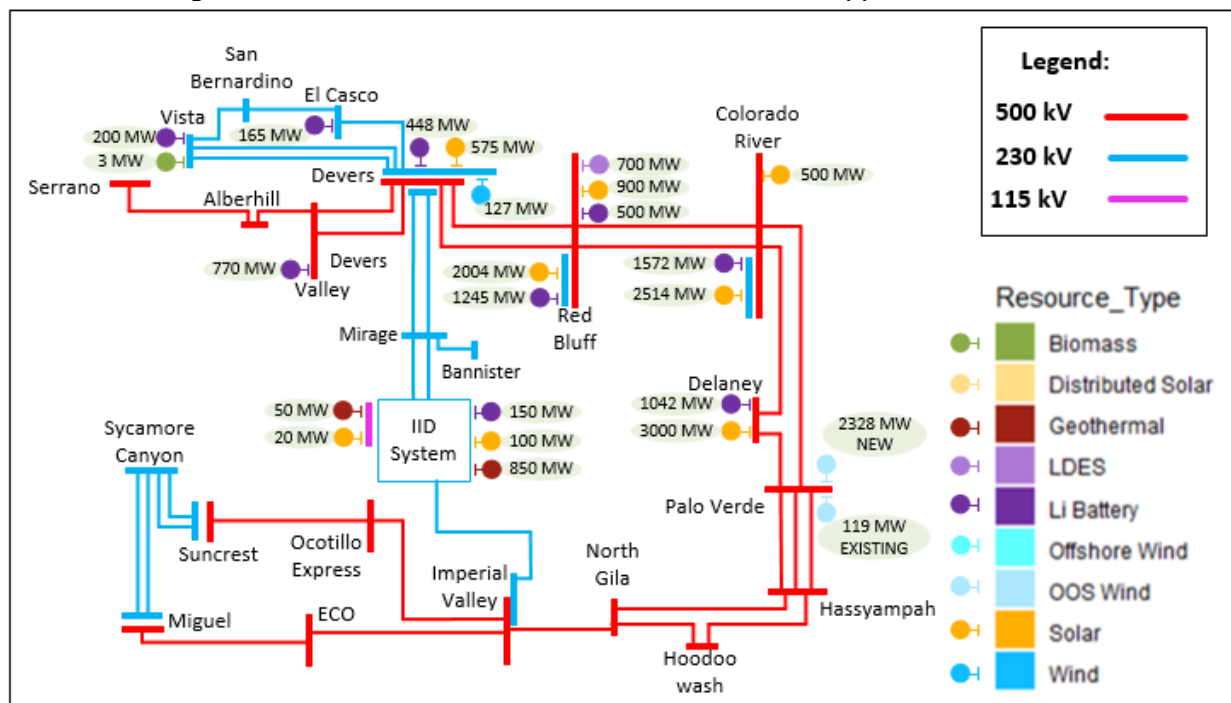 San
Bernardino
El Casco
Vista
200 MW
165 MW
3 MW
448 MW
575 MW
Devers
127 MW
Serrano
Alberhill
770 MW
Devers
Valley
700 MW
900 MW
500 MW
2004 MW
1245 MW
Red
Bluff
Colorado
River
500 MW
1572 MW
2514 MW
Mirage
Bannister
Delaney
1042 MW
3000 MW
2328 MW
NEW
Palo Verde
119 MW
EXISTING
50 MW
20 MW
IID
System
150 MW
100 MW
850 MW
Sycamore
Canyon
Suncrest
Ocotillo
Express
Imperial
Valley
North
Gila
Hassyampah
Miguel
ECO
Hoodoo
wash
Legend:
500 kV
230 kV
115 kV
Resource_Type
Biomass
Distributed Solar
Geothermal
LDES
Li Battery
Offshore Wind
OOS Wind
Solar
Wind